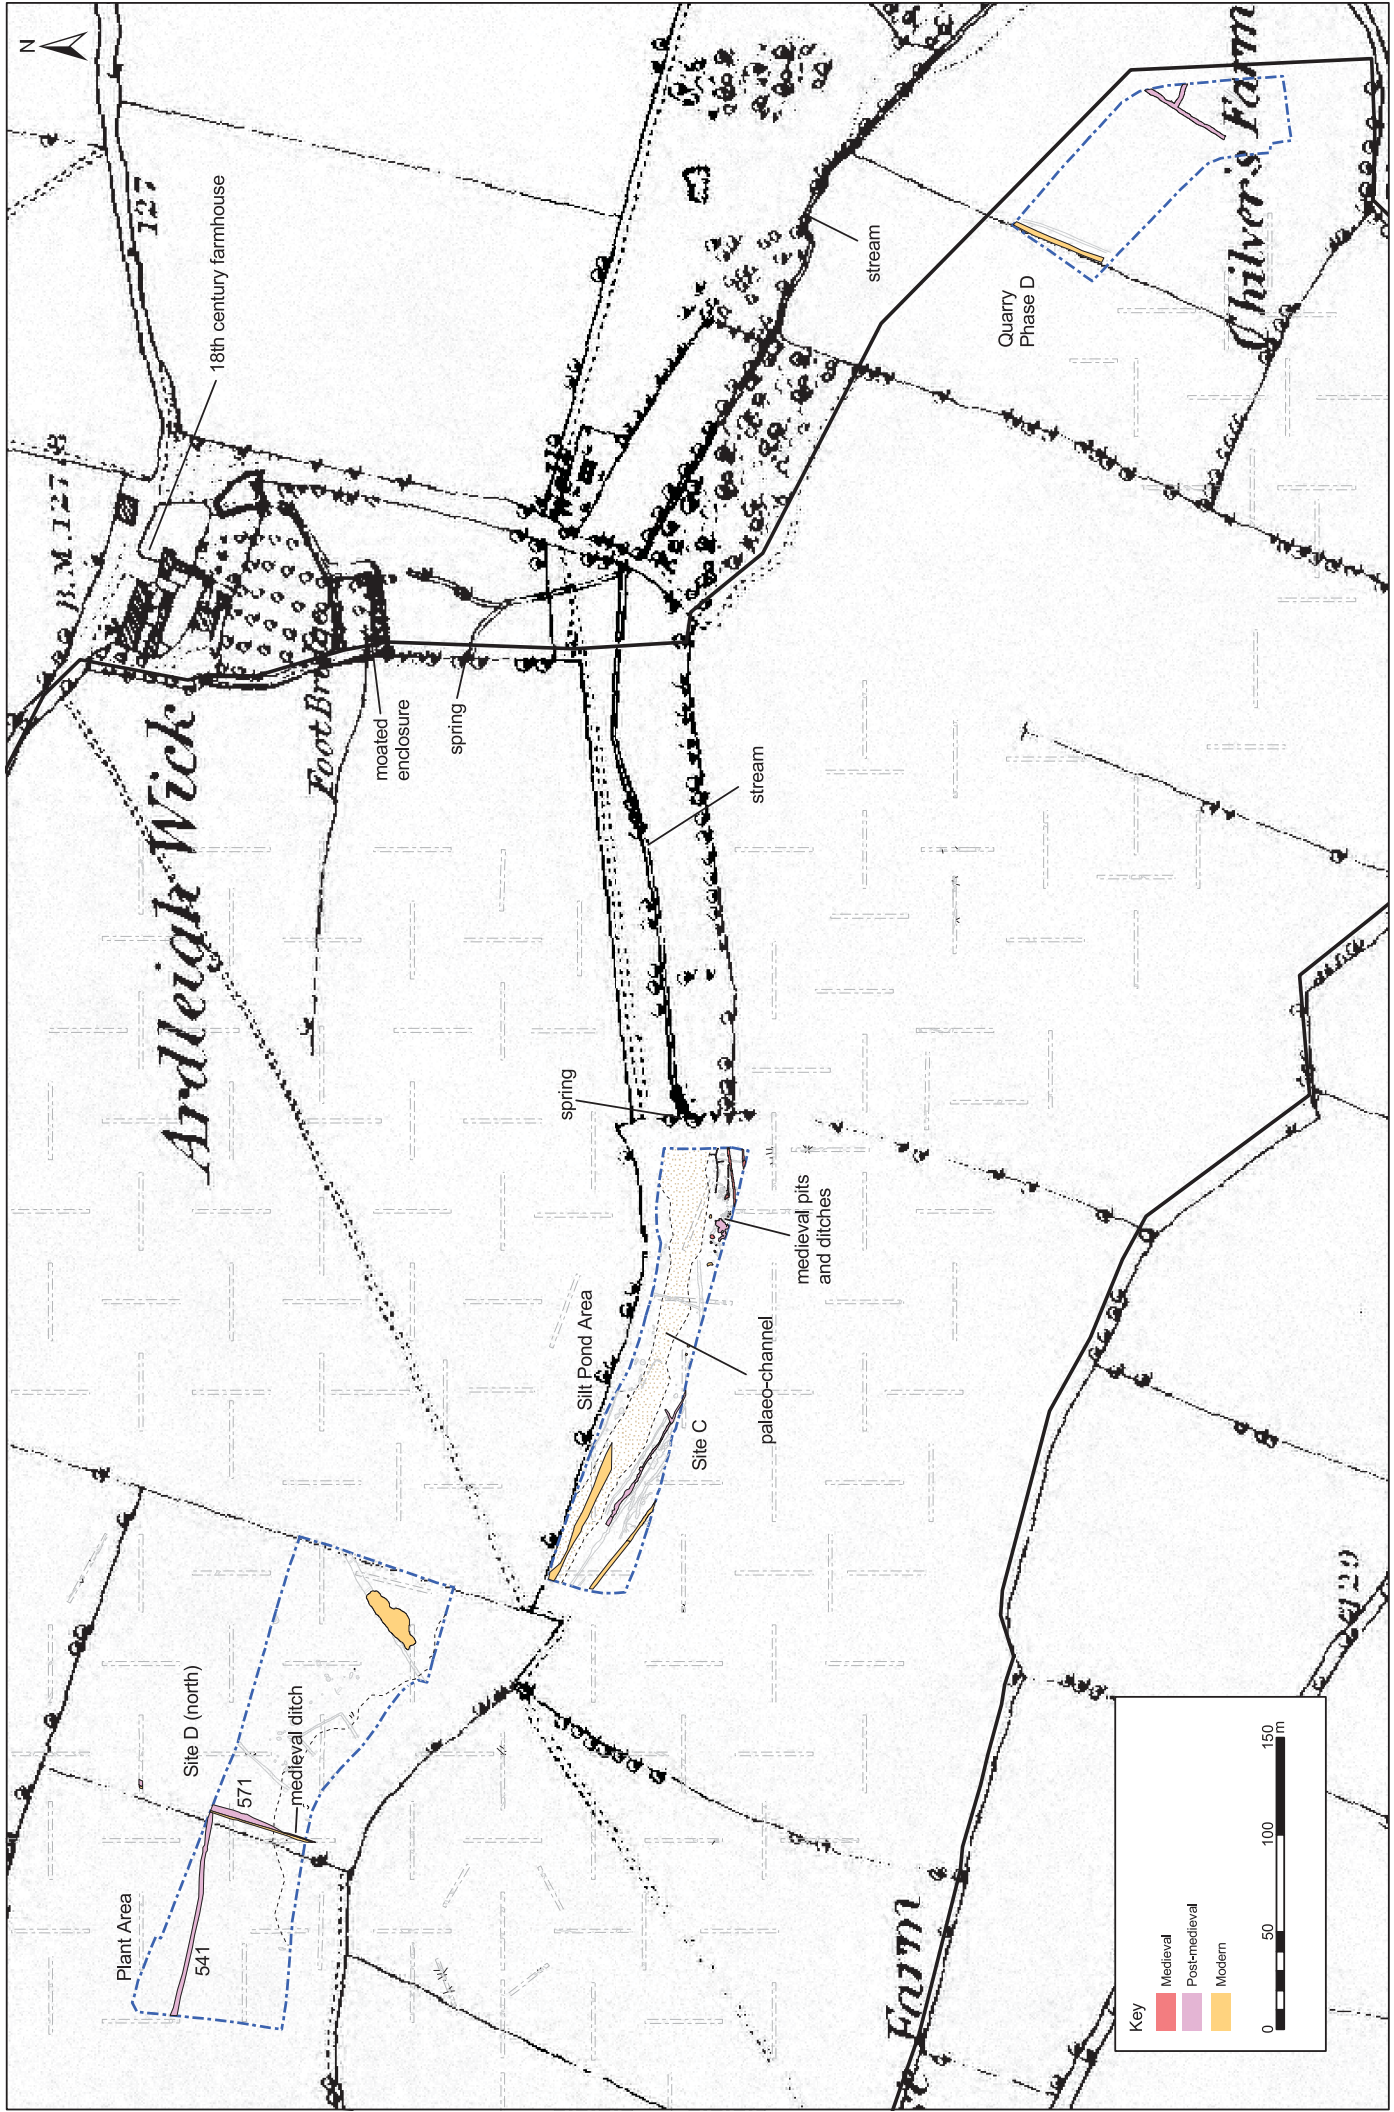 N
127
B.M.127.8
18th century farmhouse
Ardleigh Wick
Foot Bridge
moated
enclosure
spring
stream
stream
Quarry
Phase D
Chilver's Farm
spring
Silt Pond Area
medieval pits
and ditches
palaeo-channel
Site C
Site D (north)
medieval ditch
571
541
Plant Area
Farm
129
Key
Medieval
Post-medieval
Modern
0
50
100
150
m